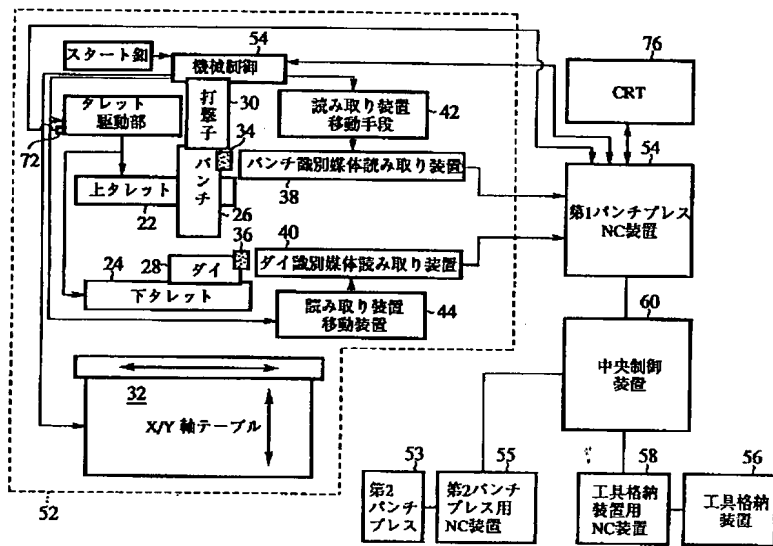 スタート釦
54
機械制御
76
CRT
タレット
駆動部
72
打撃子
30
34
読み取り装置
移動手段
42
パンチ
上タレット
22
26
パンチ識別媒体読み取り装置
38
54
第1パンチプレス
NC装置
36
40
ダイ識別媒体読み取り装置
24
28
ダイ
下タレット
読み取り装置
移動装置
44
60
中央制御
装置
32
X/Y 軸テーブル
52
53
第2
パンチ
プレス
55
第2パンチ
プレス用
NC装置
58
工具格納
装置用
NC装置
56
工具格納
装置